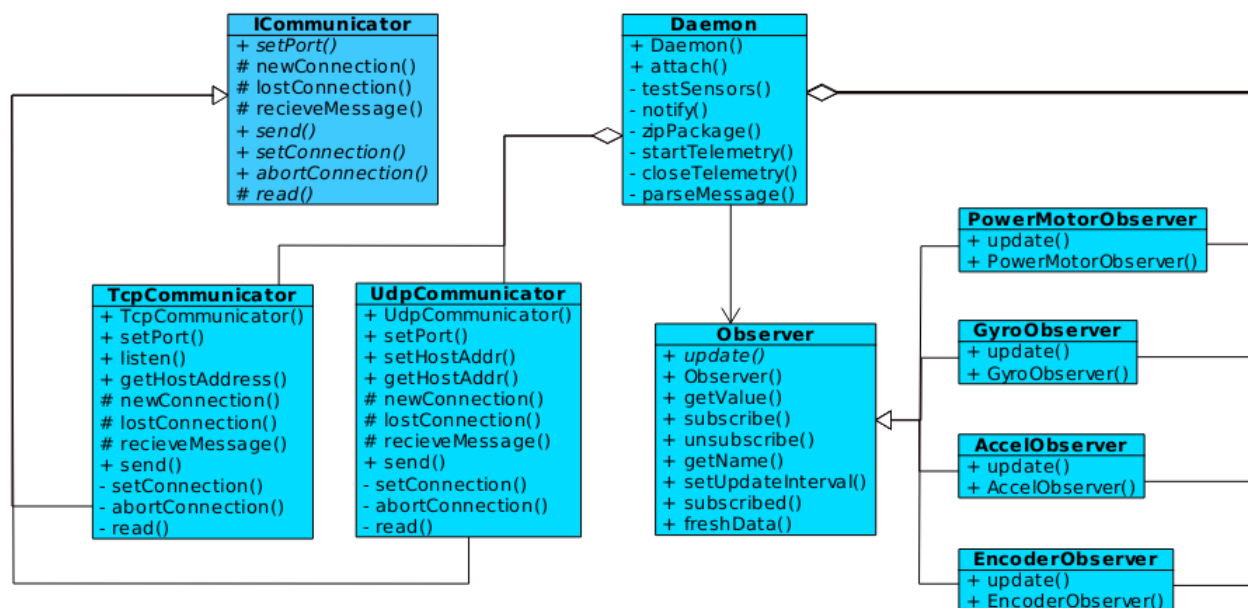 ICommunicator
+ setPort()
# newConnection()
# lostConnection()
# recieveMessage()
+ send()
+ setConnection()
+ abortConnection()
# read()
Daemon
+ Daemon()
+ attach()
- testSensors()
- notify()
- zipPackage()
- startTelemetry()
- closeTelemetry()
- parseMessage()
TcpCommunicator
+ TcpCommunicator()
+ setPort()
+ listen()
+ getHostAddress()
# newConnection()
# lostConnection()
# recieveMessage()
+ send()
- setConnection()
- abortConnection()
- read()
UdpCommunicator
+ UdpCommunicator()
+ setPort()
+ setHostAddr()
+ getHostAddr()
# newConnection()
# lostConnection()
# recieveMessage()
+ send()
- setConnection()
- abortConnection()
- read()
Observer
+ update()
+ Observer()
+ getValue()
+ subscribe()
+ unsubscribe()
+ getName()
+ setUpdateInterval()
+ subscribed()
+ freshData()
PowerMotorObserver
+ update()
+ PowerMotorObserver()
GyroObserver
+ update()
+ GyroObserver()
AccelObserver
+ update()
+ AccelObserver()
EncoderObserver
+ update()
+ EncoderObserver()